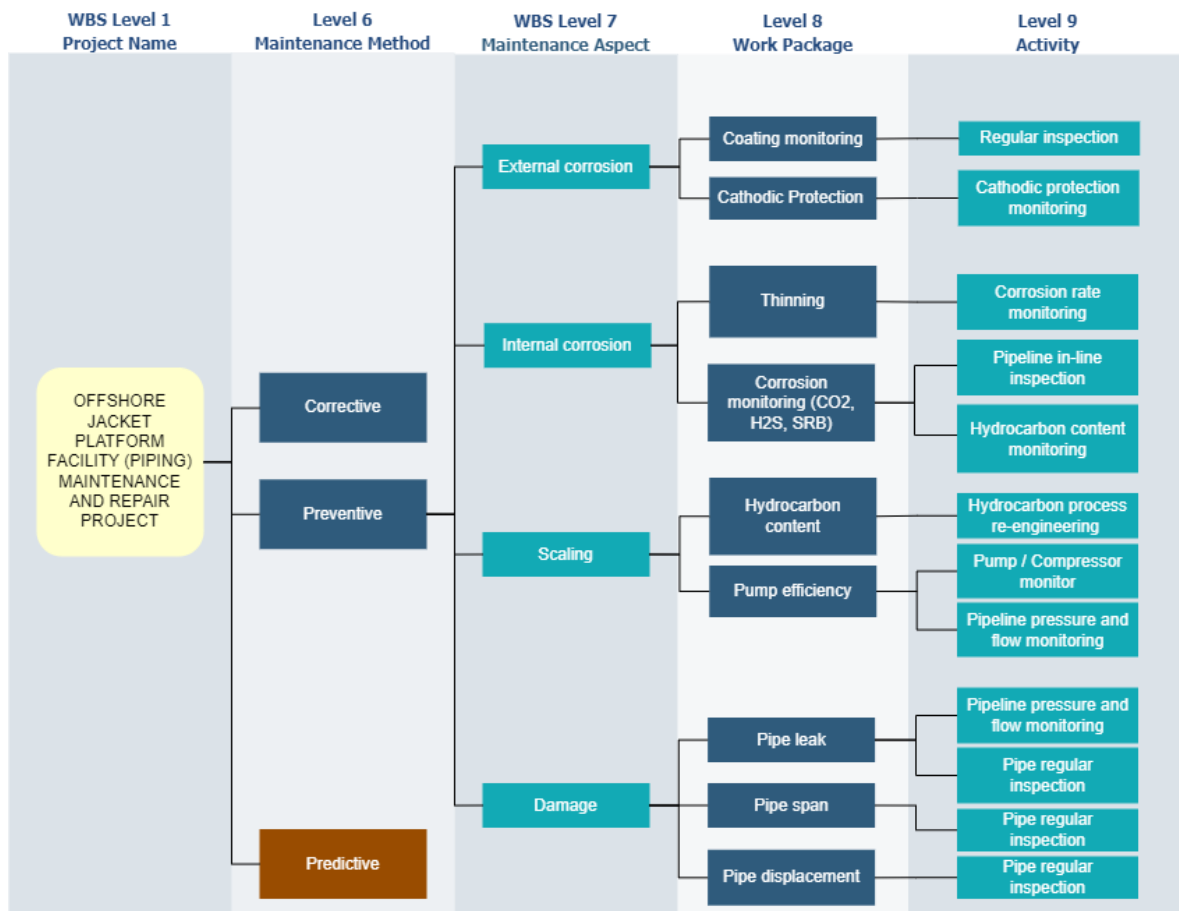 WBS Level 1
Project Name
Level 6
Maintenance Method
WBS Level 7
Maintenance Aspect
Level 8
Work Package
Level 9
Activity
OFFSHORE
JACKET
PLATFORM
FACILITY (PIPING)
MAINTENANCE
AND REPAIR
PROJECT
Corrective
Preventive
Predictive
External corrosion
Internal corrosion
Scaling
Damage
Coating monitoring
Cathodic Protection
Thinning
Corrosion
monitoring (CO2,
H2S, SRB)
Hydrocarbon
content
Pump efficiency
Pipe leak
Pipe span
Pipe displacement
Regular inspection
Cathodic protection
monitoring
Corrosion rate
monitoring
Pipeline in-line
inspection
Hydrocarbon content
monitoring
Hydrocarbon process
re-engineering
Pump / Compressor
monitor
Pipeline pressure and
flow monitoring
Pipeline pressure and
flow monitoring
Pipe regular
inspection
Pipe regular
inspection
Pipe regular
inspection